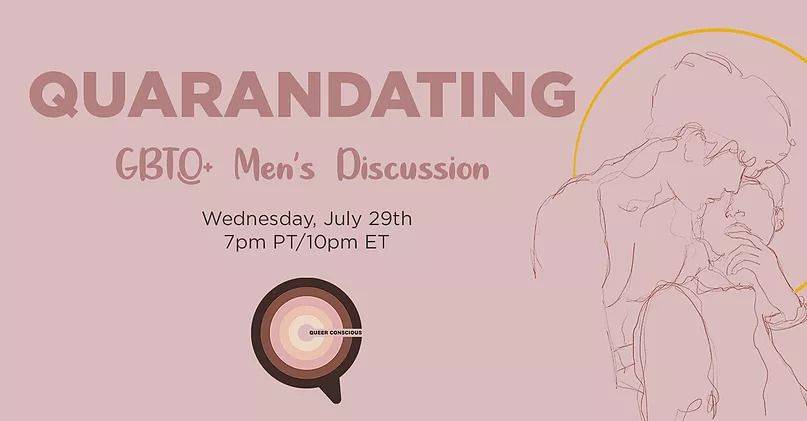 QUARANDATING
GBTQ+ Men's Discussion
Wednesday, July 29th
7pm PT/10pm ET
QUEER CONSCIOUS